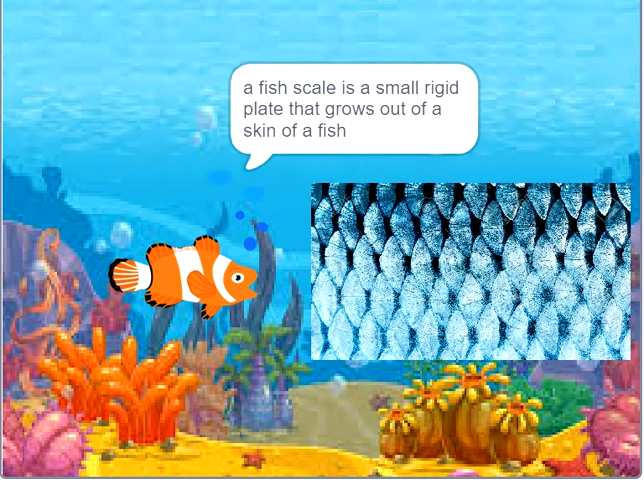 a fish scale is a small rigid
plate that grows out of a
skin of a fish